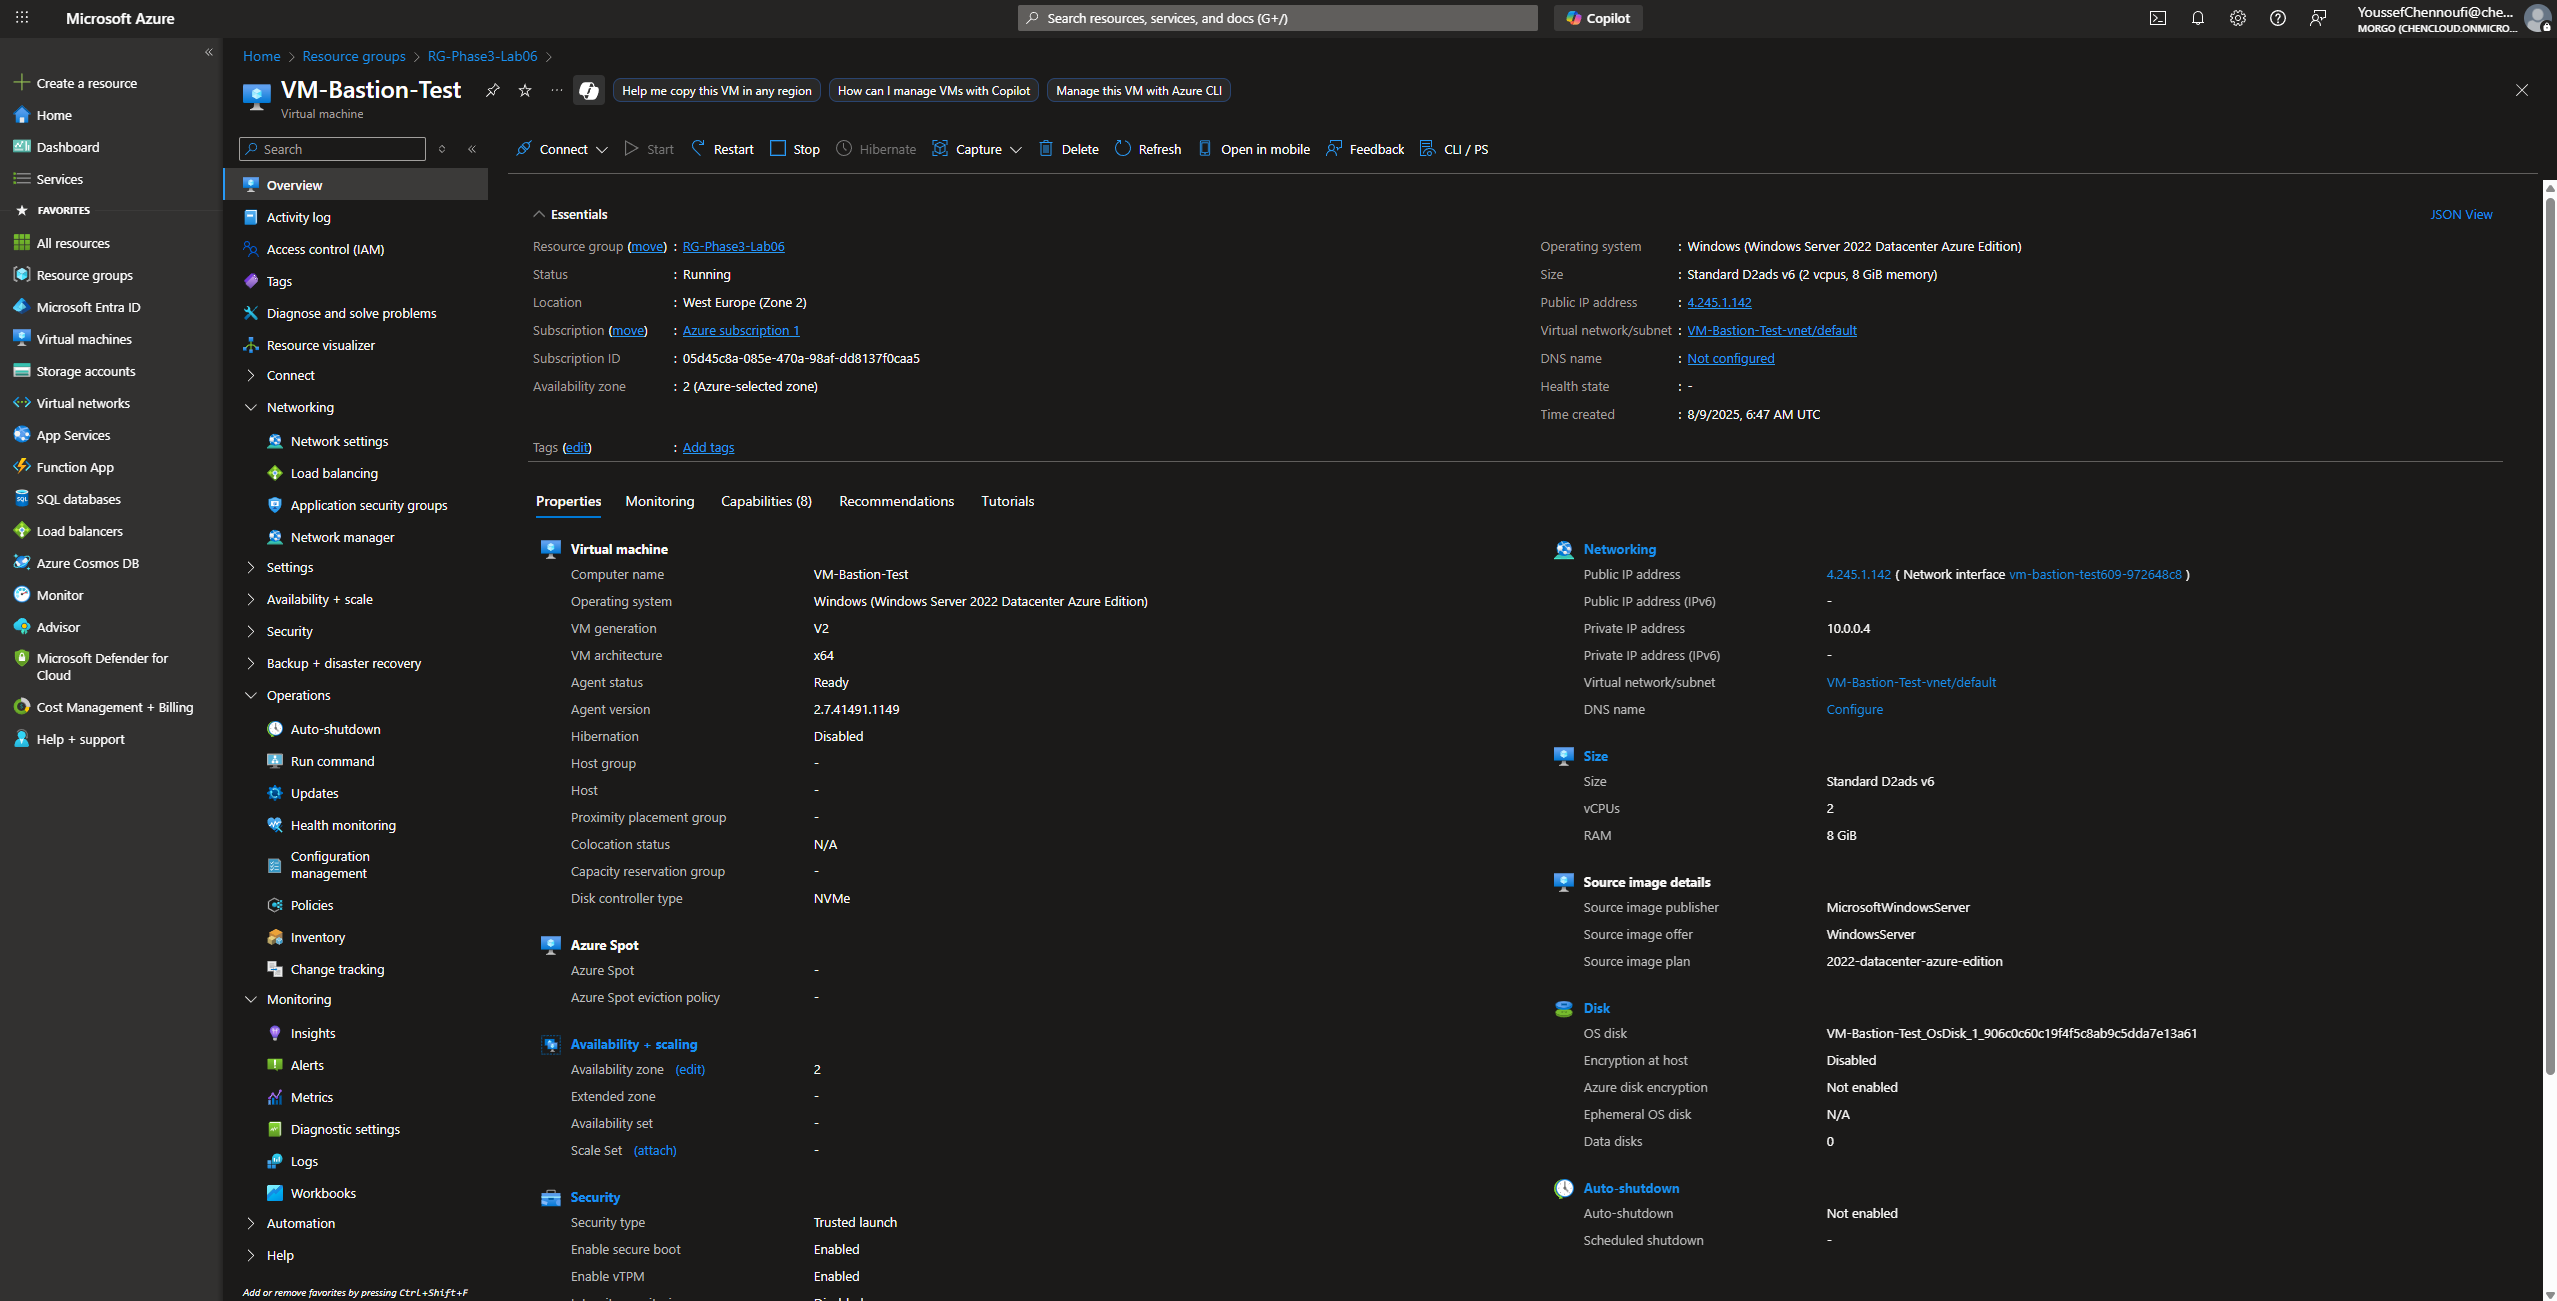 Microsoft Azure
Search resources, services, and docs (G+/)
Copilot
YoussefChennoufi@che...
MORGO (CHENCLOUD.ONMICRO...
Create a resource
Home
Dashboard
Services
FAVORITES
All resources
Resource groups
Microsoft Entra ID
Virtual machines
Storage accounts
Virtual networks
App Services
Function App
SQL databases
Load balancers
Azure Cosmos DB
Monitor
Advisor
Microsoft Defender for
Cloud
Cost Management + Billing
Help + support
Home > Resource groups > RG-Phase3-Lab06 >
VM-Bastion-Test
Virtual machine
Help me copy this VM in any region
How can I manage VMs with Copilot
Manage this VM with Azure CLI
Search
Overview
Activity log
Access control (IAM)
Tags
Diagnose and solve problems
Resource visualizer
Connect
Networking
Network settings
Load balancing
Application security groups
Network manager
Settings
Availability + scale
Security
Backup + disaster recovery
Operations
Auto-shutdown
Run command
Updates
Health monitoring
Configuration
management
Policies
Inventory
Change tracking
Monitoring
Insights
Alerts
Metrics
Diagnostic settings
Logs
Workbooks
Automation
Help
Add or remove favorites by pressing Ctrl+Shift+F
Connect Start Restart Stop Hibernate Capture Delete Refresh Open in mobile Feedback CLI / PS
Essentials
JSON View
Resource group (move) : RG-Phase3-Lab06
Status : Running
Location : West Europe (Zone 2)
Subscription (move) : Azure subscription 1
Subscription ID : 05d45c8a-085e-470a-98af-dd8137f0caa5
Availability zone : 2 (Azure-selected zone)
Operating system : Windows (Windows Server 2022 Datacenter Azure Edition)
Size : Standard D2ads v6 (2 vcpus, 8 GiB memory)
Public IP address : 4.245.1.142
Virtual network/subnet : VM-Bastion-Test-vnet/default
DNS name : Not configured
Health state : -
Time created : 8/9/2025, 6:47 AM UTC
Tags (edit) : Add tags
Properties Monitoring Capabilities (8) Recommendations Tutorials
Virtual machine
Computer name VM-Bastion-Test
Operating system Windows (Windows Server 2022 Datacenter Azure Edition)
VM generation V2
VM architecture x64
Agent status Ready
Agent version 2.7.41491.1149
Hibernation Disabled
Host group -
Host -
Proximity placement group -
Colocation status N/A
Capacity reservation group -
Disk controller type NVMe
Azure Spot
Azure Spot -
Azure Spot eviction policy -
Availability + scaling
Availability zone (edit) 2
Extended zone -
Availability set -
Scale Set (attach) -
Security
Security type Trusted launch
Enable secure boot Enabled
Enable vTPM Enabled
Networking
Public IP address 4.245.1.142 ( Network interface vm-bastion-test609-972648c8 )
Public IP address (IPv6) -
Private IP address 10.0.0.4
Private IP address (IPv6) -
Virtual network/subnet VM-Bastion-Test-vnet/default
DNS name Configure
Size
Size Standard D2ads v6
vCPUs 2
RAM 8 GiB
Source image details
Source image publisher MicrosoftWindowsServer
Source image offer WindowsServer
Source image plan 2022-datacenter-azure-edition
Disk
OS disk VM-Bastion-Test_OsDisk_1_906c0c60c19f4f5c8ab9c5dda7e13a61
Encryption at host Disabled
Azure disk encryption Not enabled
Ephemeral OS disk N/A
Data disks 0
Auto-shutdown
Auto-shutdown Not enabled
Scheduled shutdown -